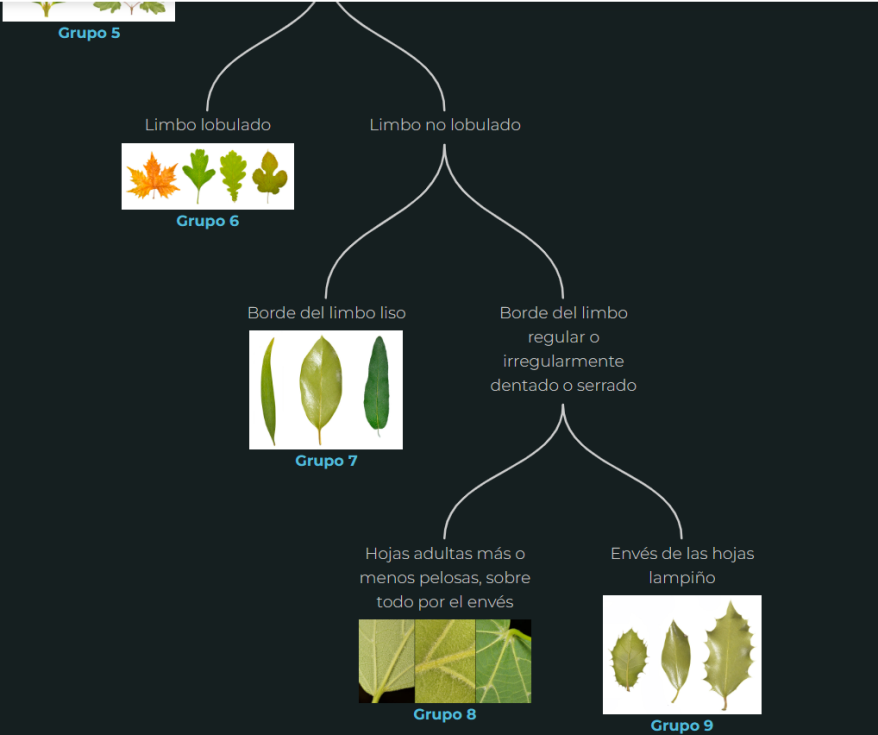 Grupo 5
Limbo lobulado
Limbo no lobulado
Grupo 6
Borde del limbo liso
Borde del limbo
regular o
irregularmente
dentado o serrado
Grupo 7
Hojas adultas más o
menos pelosas, sobre
todo por el envés
Grupo 8
Envés de las hojas
lampiño
Grupo 9